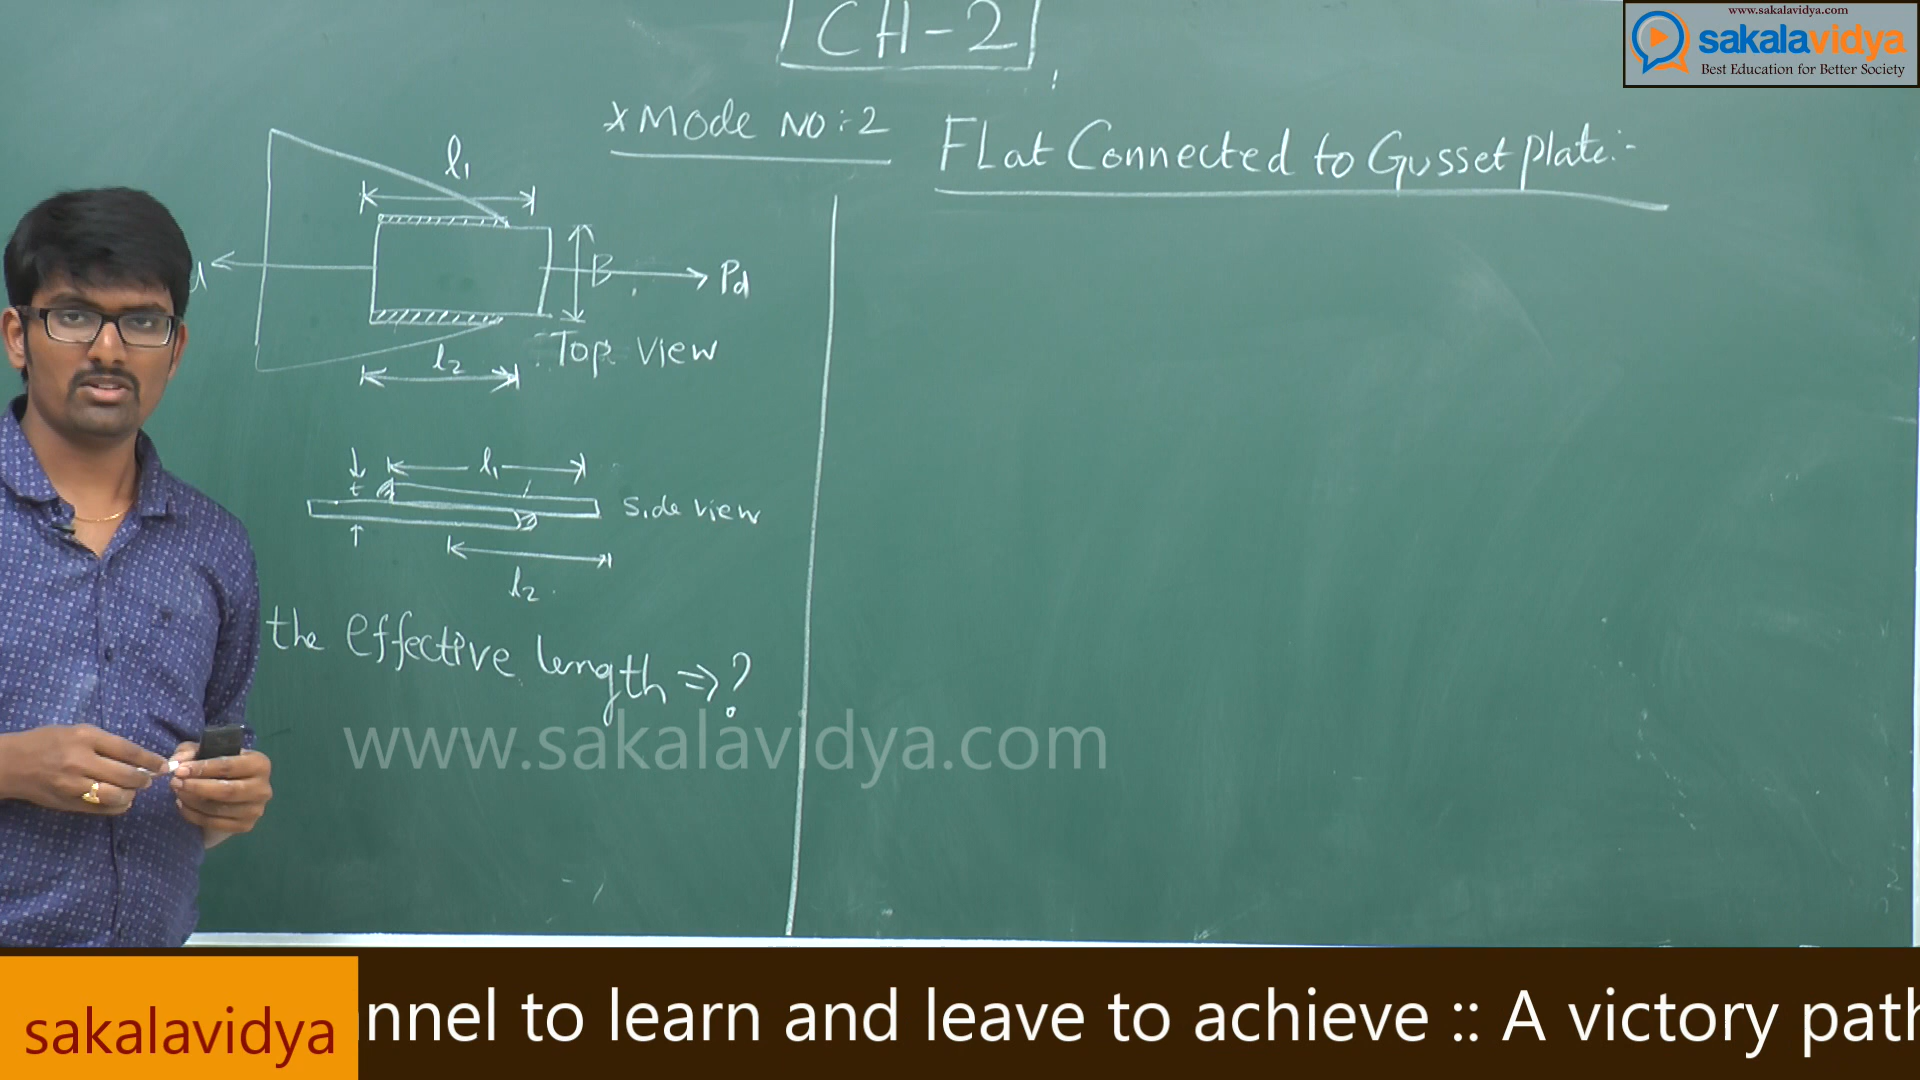 CH-2
www.sakalavidya.com
sakalavidya
Best Education for Better Society
x Mode NO:2
FLat Connected to Gusset plate:-
l1
B
Pd
l2
Top view
l1
t
side view
l2
the effective length ⇒?
www.sakalavidya.com
sakalavidya
nnel to learn and leave to achieve :: A victory path